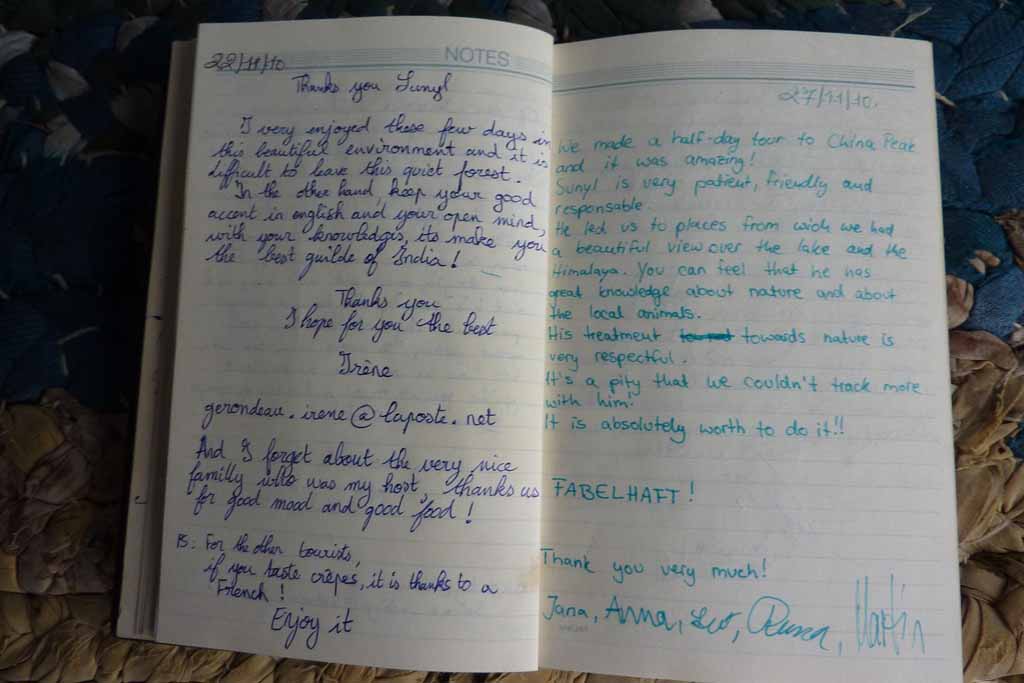 NOTES
22/11/10
Thanks you Sunyl
I very enjoyed these few days in
this beautiful environment and it is
difficult to leave this quiet forest.
In the other hand, keep your good
accent in english and your open mind,
with your knowledgis, its make you
the best guilde of India!
Thanks you
I hope for you the best
Irène
gerondeau.irene@laposte.net
And I forget about the very nice
familly who was my host, thanks us
for good mood and good food!
PS: For the other tourists,
if you taste crêpes, it is thanks to a
French!
Enjoy it
27/11/10.
We made a half-day tour to China Peak
and it was amazing!
Sunyl is very patient, friendly and
responsable.
He led us to places from wich we had
a beautiful view over the lake and the
Himalaya. You can feel that he has
great knowledge about nature and about
the local animals.
His treatment towards nature is
very respectful.
It's a pity that we couldn't track more
with him!
It is absolutely worth to do it!!
FABELHAFT!
Thank you very much!
Jana, Anna, Leo, Martin